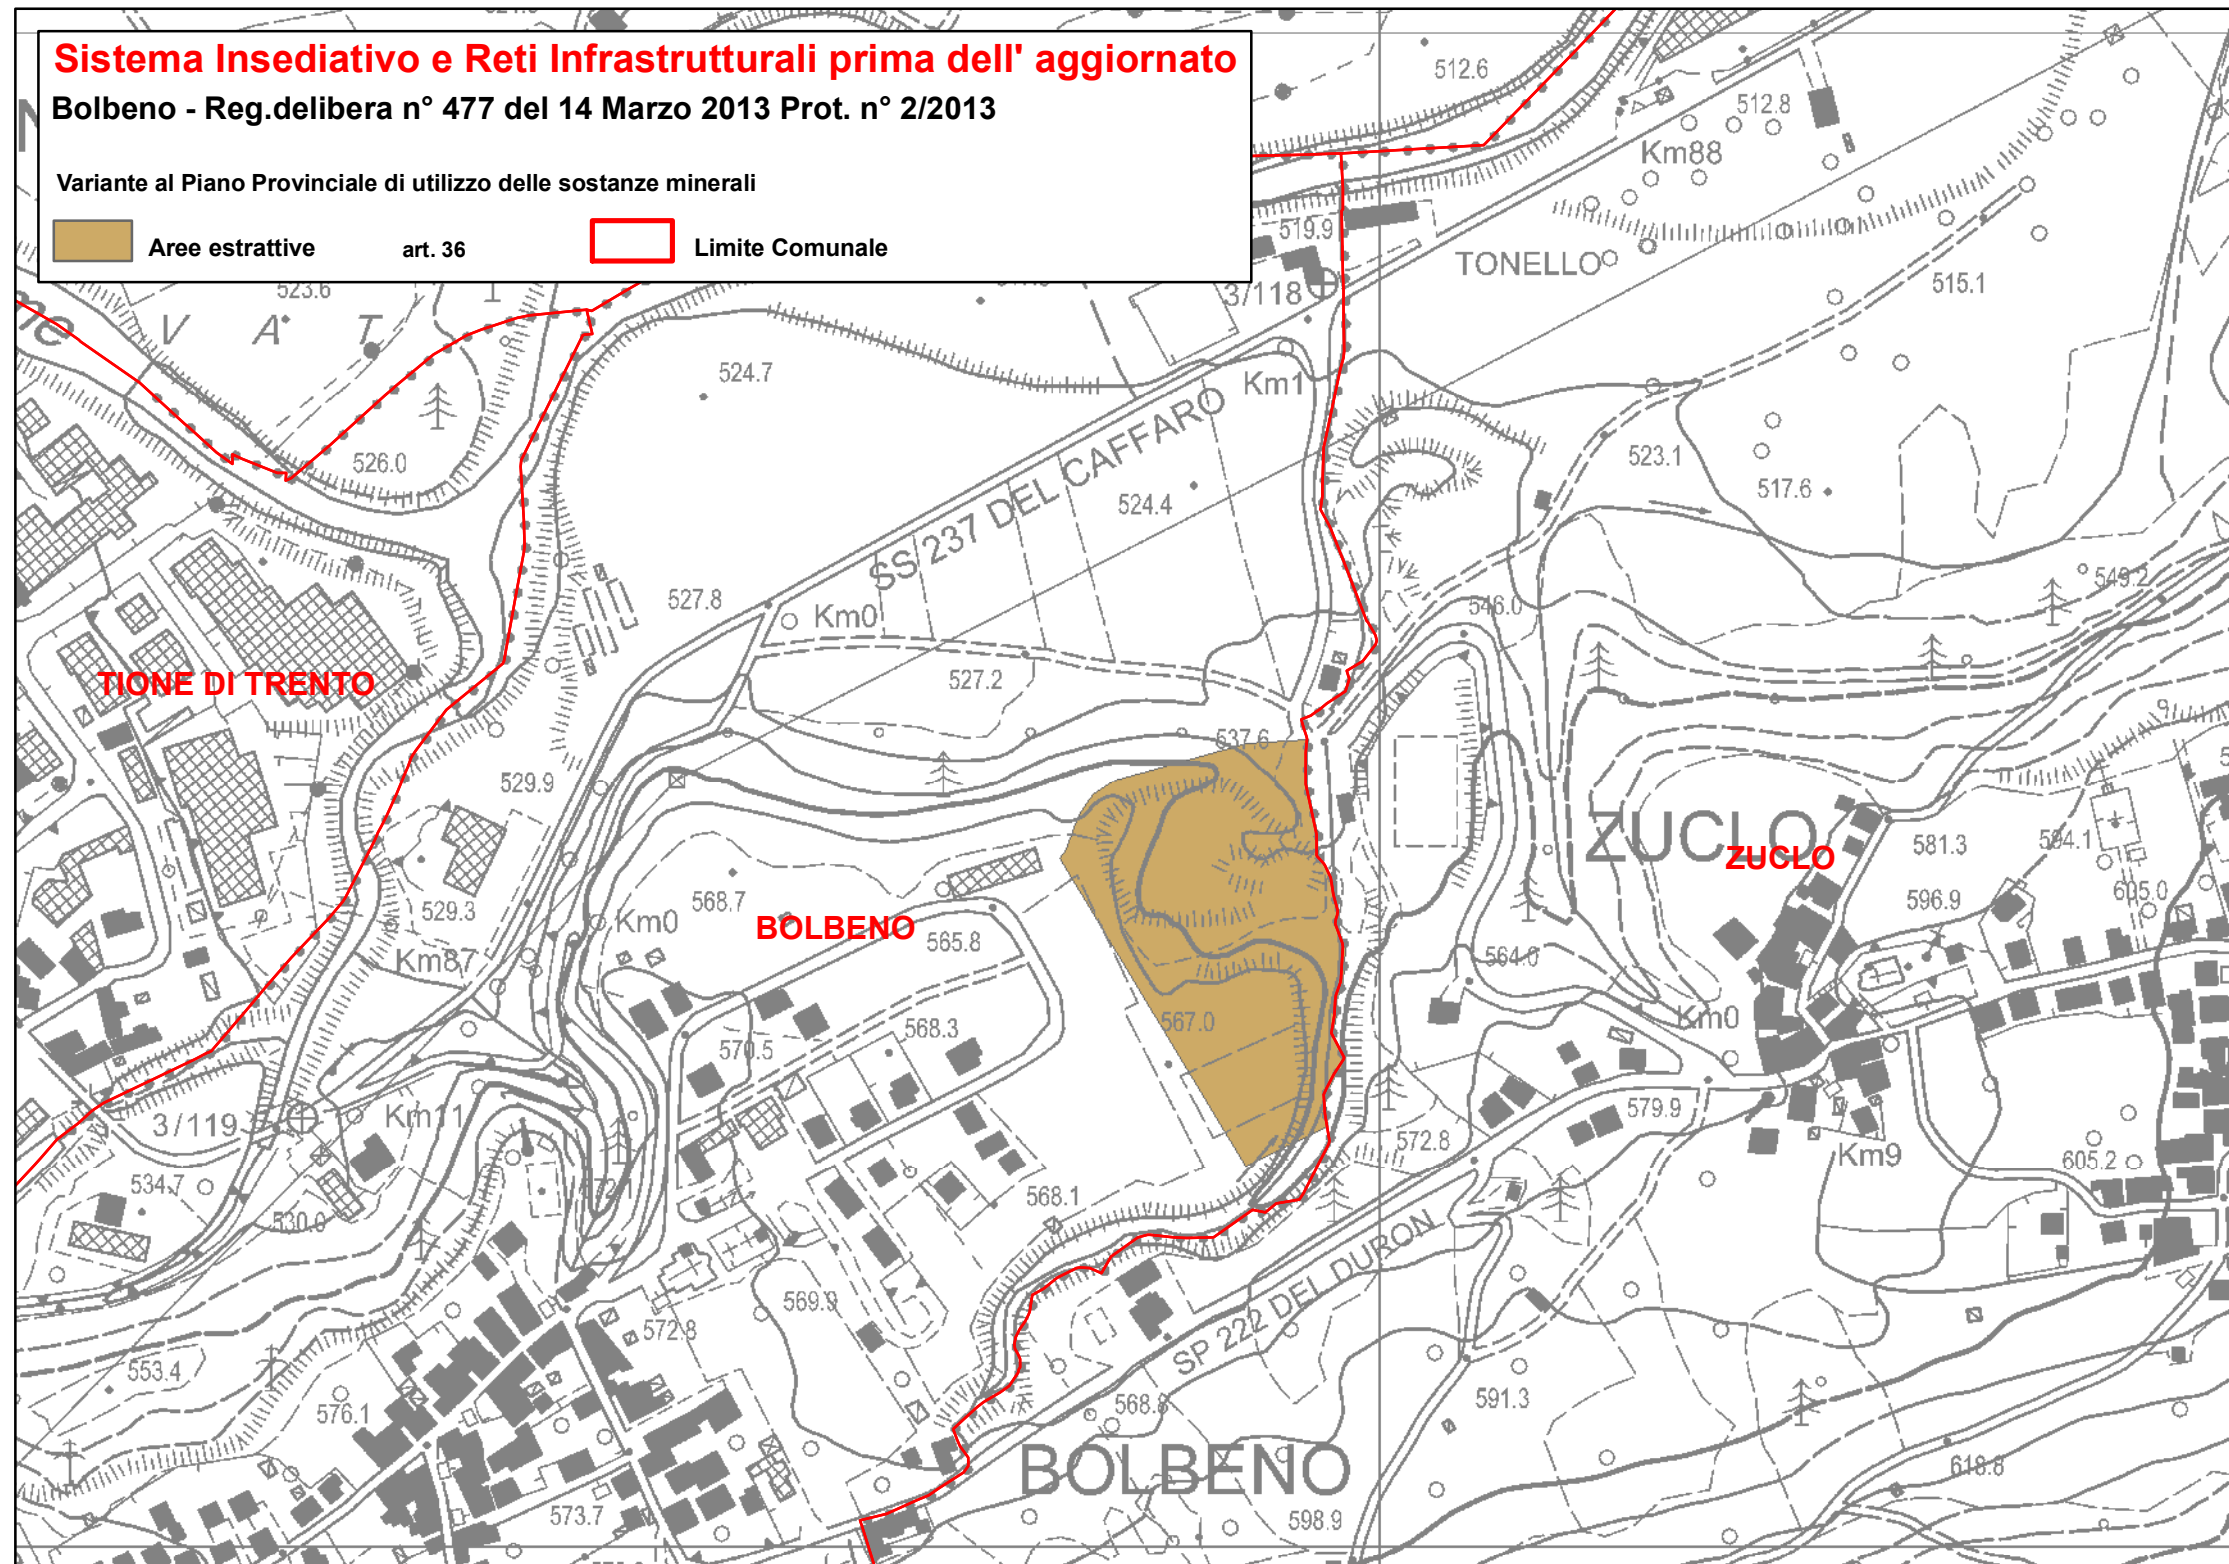 Sistema Insediativo e Reti Infrastrutturali prima dell' aggiornato
Bolbeno - Reg.delibera n° 477 del 14 Marzo 2013 Prot. n° 2/2013
Variante al Piano Provinciale di utilizzo delle sostanze minerali
Aree estrattive art. 36 Limite Comunale
512.6
512.8
Km88
519.9
TONELLO
515.1
3/118
523.6
V A T
524.7
Km1
526.0
523.1
517.6
524.4
SS 237 DEL CAFFARO
527.8
Km0
546.0
549.2
TIONE DI TRENTO
527.2
537.6
529.9
ZUCLO
ZUCLO
581.3
594.1
605.0
596.9
529.3
568.7
Km0
BOLBENO
565.8
564.0
Km87
567.0
568.3
570.5
Km0
3/119
Km11
579.9
572.8
Km9
605.2
534.7
530.0
572.1
568.1
569.9
SP 222 DEL DURON
572.8
553.4
576.1
568.8
591.3
BOLBENO
618.8
573.7
598.9